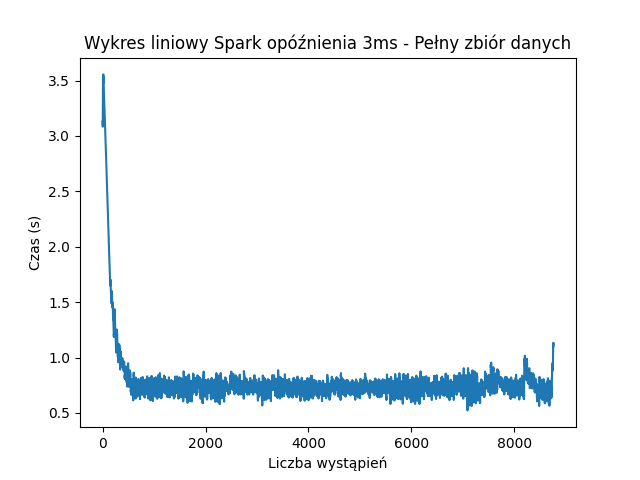 Wykres liniowy Spark opóźnienia 3ms - Pełny zbiór danych
3.5
3.0
2.5
2.0
1.5
1.0
0.5
Czas (s)
0 2000 4000 6000 8000
Liczba wystąpień